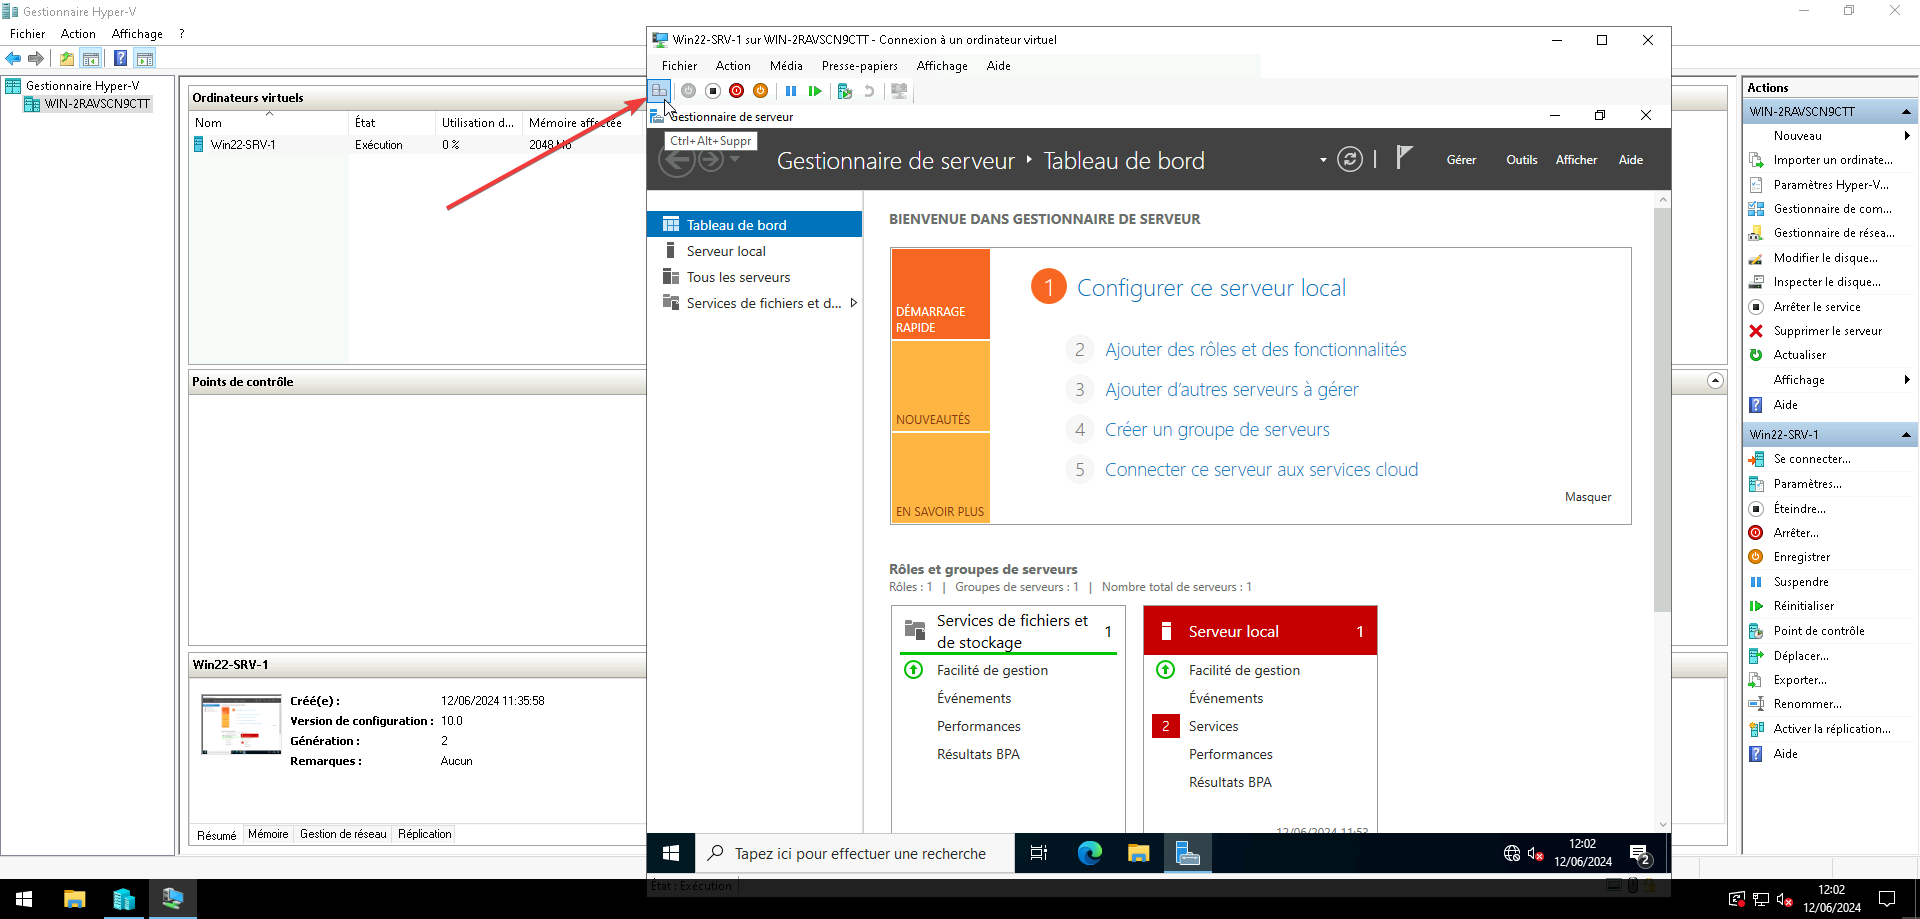 Gestionnaire Hyper-V
Fichier Action Affichage ?
Gestionnaire Hyper-V
WIN-2RAVSCN9CTT
Ordinateurs virtuels
Nom État Utilisation d... Mémoire affectée
Win22-SRV-1 Exécution 0 % 2048 Mo
Points de contrôle
Win22-SRV-1
Créé(e) : 12/06/2024 11:35:58
Version de configuration : 10.0
Génération : 2
Remarques : Aucun
Résumé Mémoire Gestion de réseau Réplication
Win22-SRV-1 sur WIN-2RAVSCN9CTT - Connexion à un ordinateur virtuel
Fichier Action Média Presse-papiers Affichage Aide
Gestionnaire de serveur
Ctrl+Alt+Suppr
Gestionnaire de serveur Tableau de bord
Gérer Outils Afficher Aide
Tableau de bord
Serveur local
Tous les serveurs
Services de fichiers et d...
BIENVENUE DANS GESTIONNAIRE DE SERVEUR
DÉMARRAGE
RAPIDE
NOUVEAUTÉS
EN SAVOIR PLUS
1 Configurer ce serveur local
2 Ajouter des rôles et des fonctionnalités
3 Ajouter d'autres serveurs à gérer
4 Créer un groupe de serveurs
5 Connecter ce serveur aux services cloud
Masquer
Rôles et groupes de serveurs
Rôles : 1 | Groupes de serveurs : 1 | Nombre total de serveurs : 1
Services de fichiers et
de stockage 1
Facilité de gestion
Événements
Performances
Résultats BPA
Serveur local 1
Facilité de gestion
Événements
2 Services
Performances
Résultats BPA
12/06/2024 11:53
Tapez ici pour effectuer une recherche
12:02
12/06/2024
2
État : Exécution
Actions
WIN-2RAVSCN9CTT
Nouveau
Importer un ordinate...
Paramètres Hyper-V...
Gestionnaire de com...
Gestionnaire de résea...
Modifier le disque...
Inspecter le disque...
Arrêter le service
Supprimer le serveur
Actualiser
Affichage
Aide
Win22-SRV-1
Se connecter...
Paramètres...
Éteindre...
Arrêter...
Enregistrer
Suspendre
Réinitialiser
Point de contrôle
Déplacer...
Exporter...
Renommer...
Activer la réplication...
Aide
12:02
12/06/2024